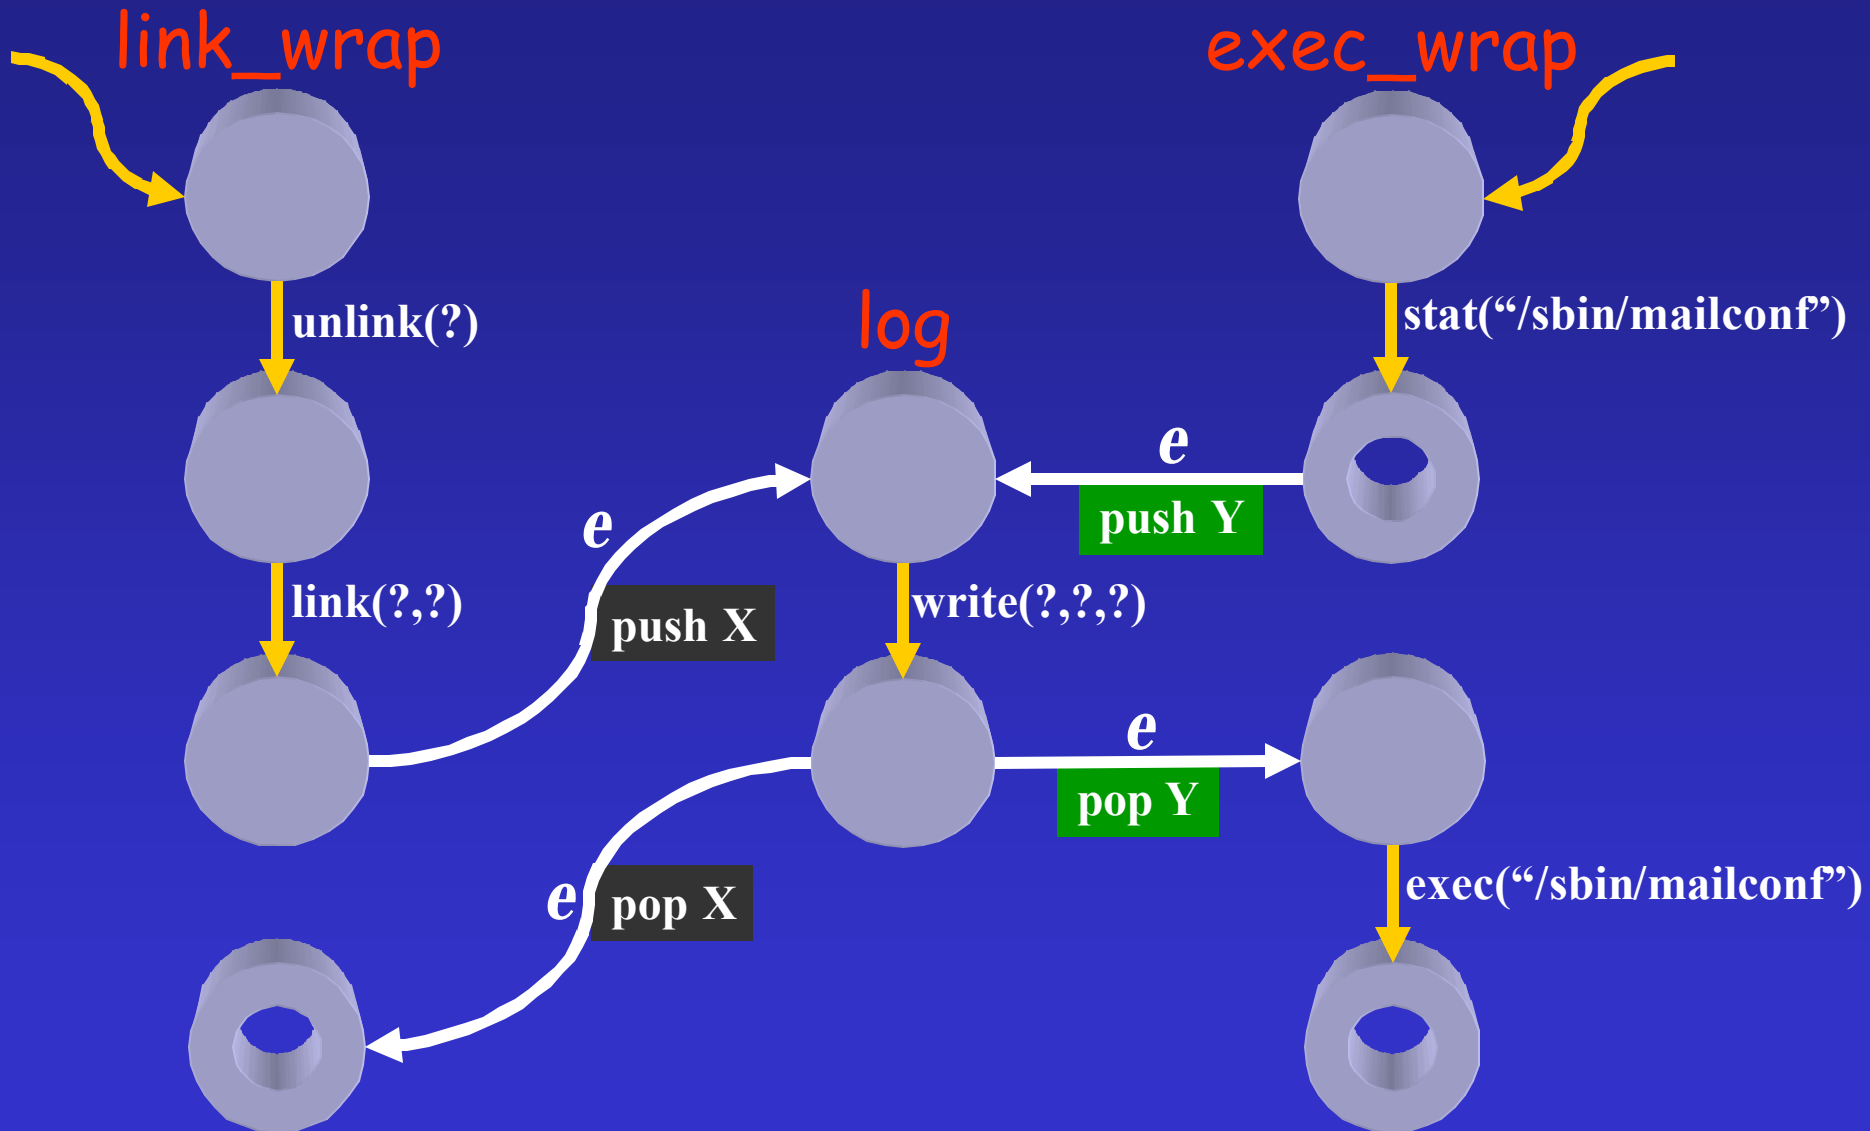 link_wrap
exec_wrap
unlink(?)
stat(“/sbin/mailconf”)
log
e
push Y
e
link(?,?)
push X
write(?,?,?)
e
pop Y
e
pop X
exec(“/sbin/mailconf”)